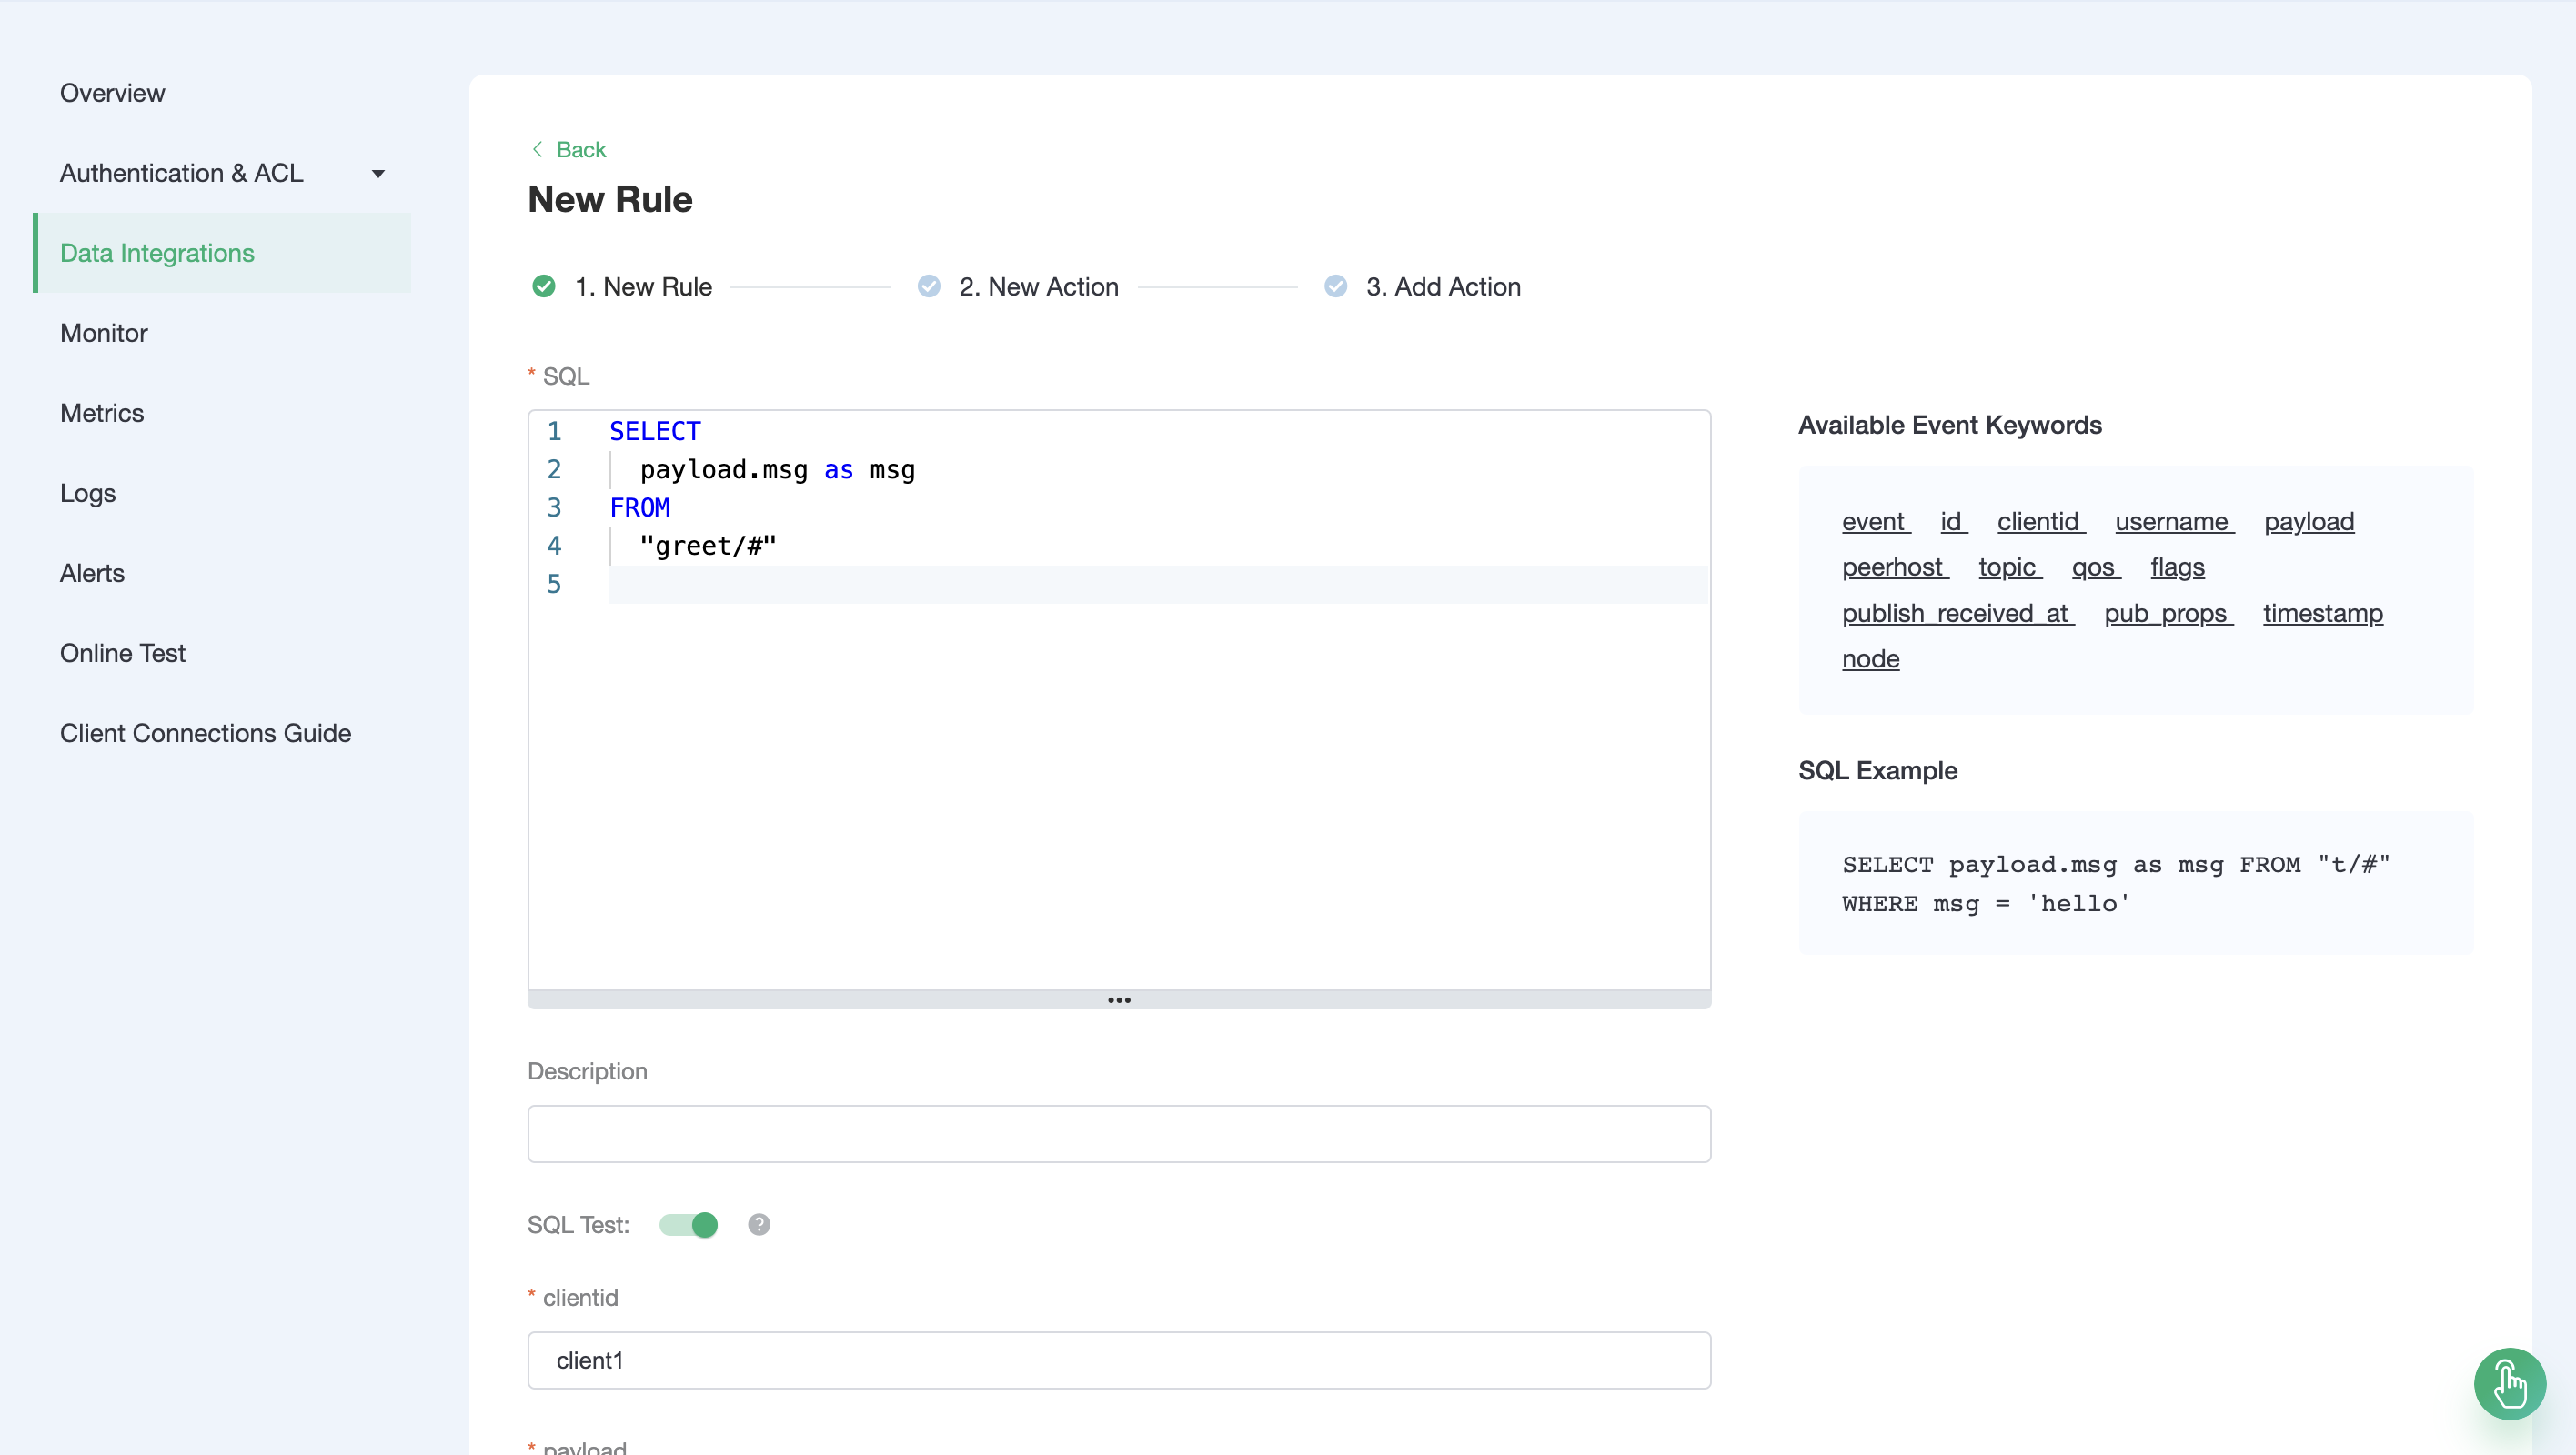 Overview
Authentication & ACL
Data Integrations
Monitor
Metrics
Logs
Alerts
Online Test
Client Connections Guide
Back
New Rule
1. New Rule
2. New Action
3. Add Action
* SQL
1 SELECT
2 payload.msg as msg
3 FROM
4 "greet/#"
5
Available Event Keywords
event id clientid username payload
peerhost topic qos flags
publish_received_at pub_props timestamp
node
SQL Example
SELECT payload.msg as msg FROM "t/#"
WHERE msg = 'hello'
Description
SQL Test: ?
* clientid
client1
* payload